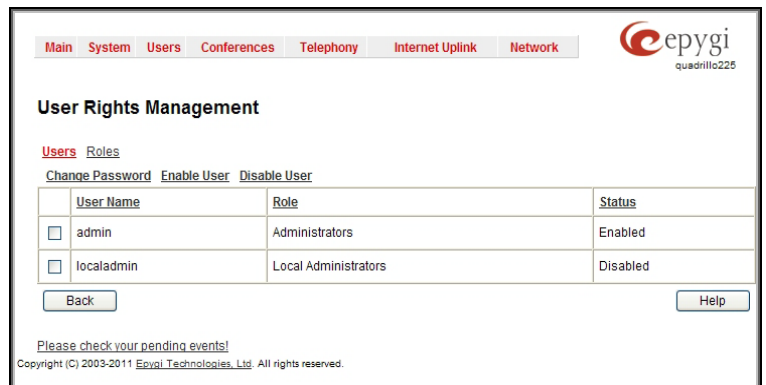 Main System Users Conferences Telephony Internet Uplink Network
epygi
quadrillo225
User Rights Management
Users Roles
Change Password Enable User Disable User
User Name Role Status
admin Administrators Enabled
localadmin Local Administrators Disabled
Back Help
Please check your pending events!
Copyright (C) 2003-2011 Epygi Technologies, Ltd. All rights reserved.